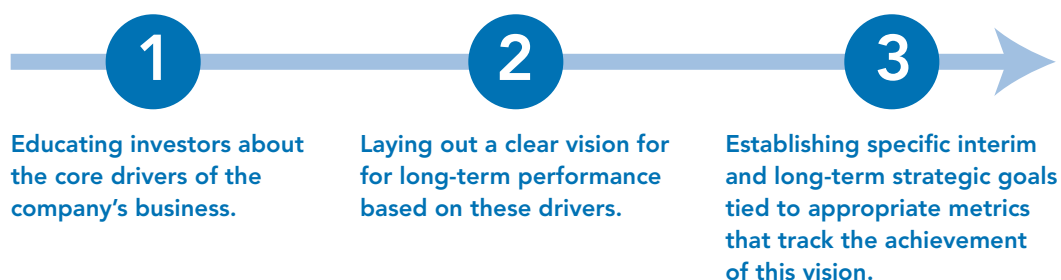 1
Educating investors about
the core drivers of the
company’s business.
2
Laying out a clear vision for
for long-term performance
based on these drivers.
3
Establishing specific interim
and long-term strategic goals
tied to appropriate metrics
that track the achievement
of this vision.